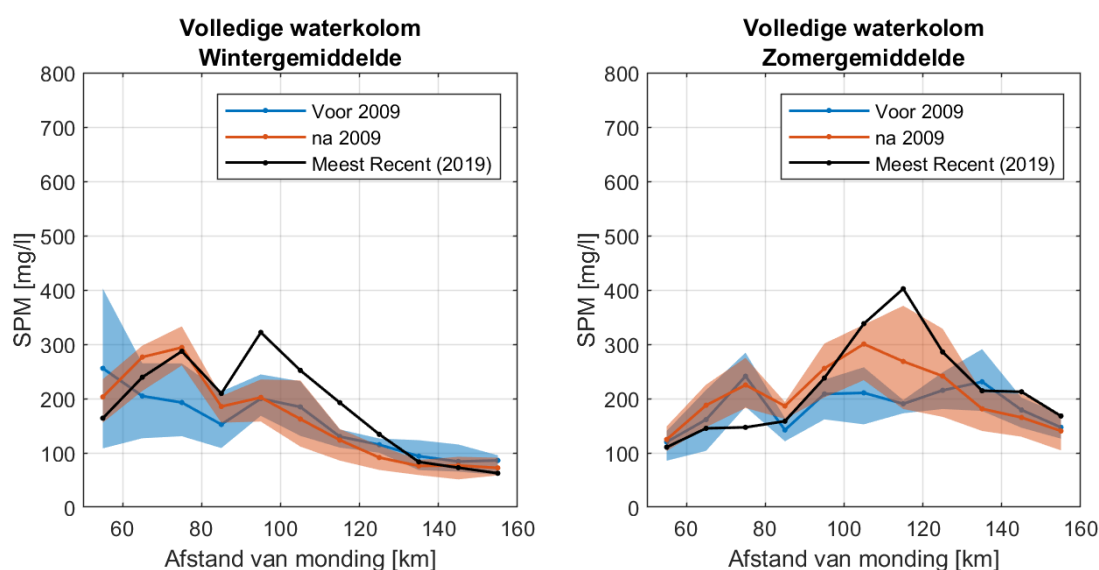 Volledige waterkolom
Wintergemiddelde
800
700
600
500
400
300
200
100
0
SPM [mg/l]
Voor 2009
na 2009
Meest Recent (2019)
60
80
100
120
140
160
Afstand van monding [km]
Volledige waterkolom
Zomergemiddelde
800
700
600
500
400
300
200
100
0
SPM [mg/l]
Voor 2009
na 2009
Meest Recent (2019)
60
80
100
120
140
160
Afstand van monding [km]